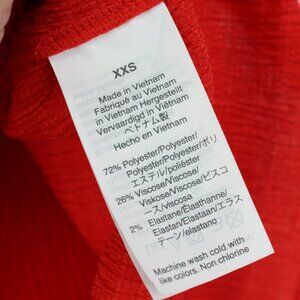 XXS
Made in Vietnam
Fabriqué au Vietnam
in Vietnam Hergestellt
Vervaardigd in Vietnam
ベトナム製
Hecho en Vietnam
72% Polyester/Polyester/
Polyester/Polyester/ポリ
エステル/poliéster
26% Viscose/Viscose/
Viskose/Viscose/ビスコ
ース/viscosa
2% Elastane/Élasthanne/
Elastan/Elastaan/エラス
テーン/elastano
Machine wash cold with
like colors. Non chlorine